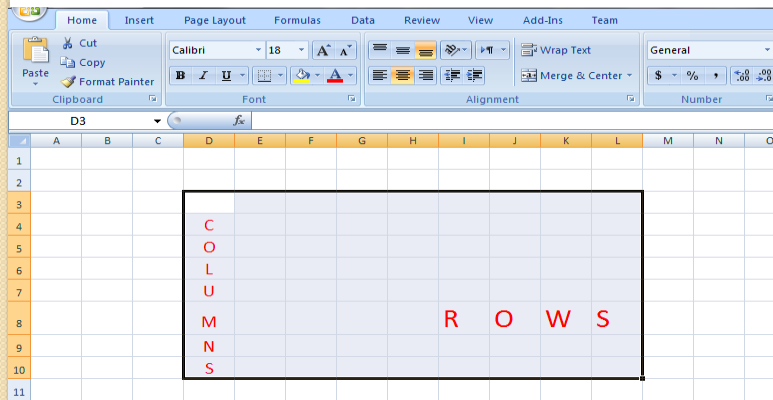 Home Insert Page Layout Formulas Data Review View Add-Ins Team
Cut
Calibri 18 A A Wrap Text General
Copy
Paste
Format Painter B I U A Merge & Center $ % , .00 .00
Clipboard Font Alignment Number
D3 fx
A B C D E F G H I J K L M N O
1
2
3
4 C
5 O
6 L
7 U
8 M R O W S
9 N
10 S
11